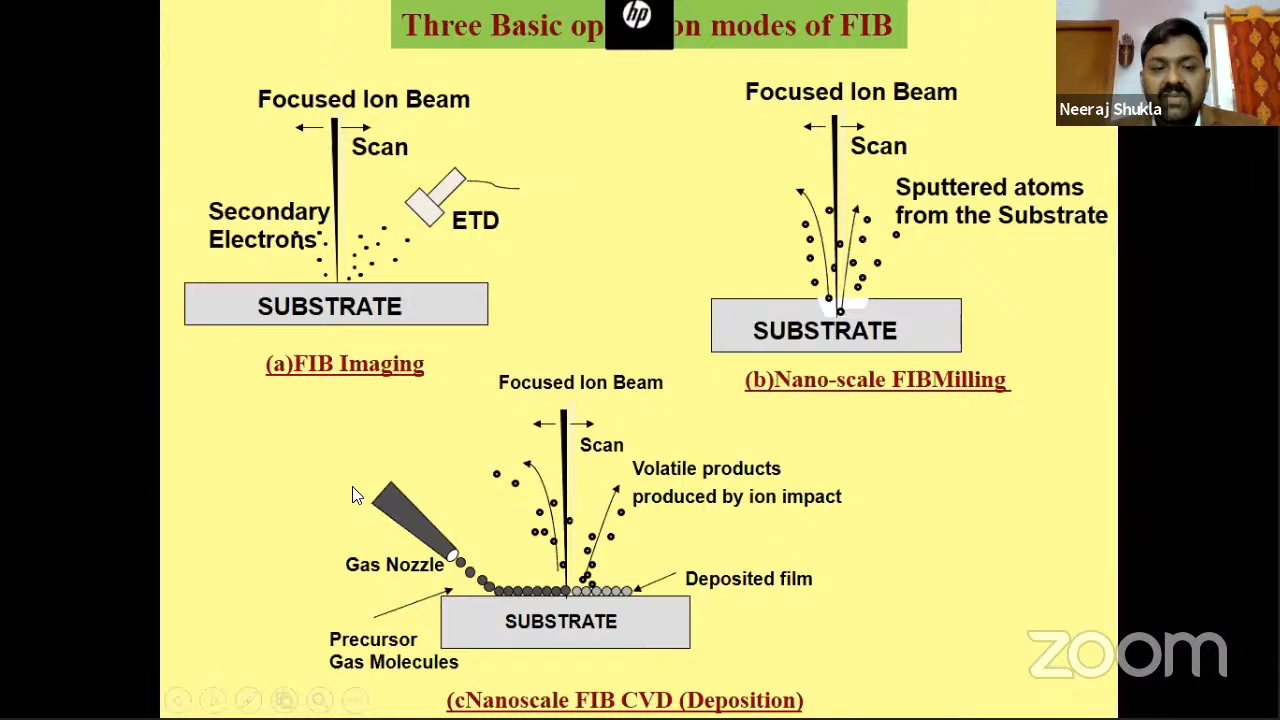 Three Basic op on modes of FIB
hp
Neeraj Shukla
Focused Ion Beam
Scan
Secondary
Electrons
ETD
SUBSTRATE
(a)FIB Imaging
Focused Ion Beam
Scan
Sputtered atoms
from the Substrate
SUBSTRATE
(b)Nano-scale FIBMilling
Focused Ion Beam
Scan
Volatile products
produced by ion impact
Gas Nozzle
Deposited film
SUBSTRATE
Precursor
Gas Molecules
(cNanoscale FIB CVD (Deposition)
zoom